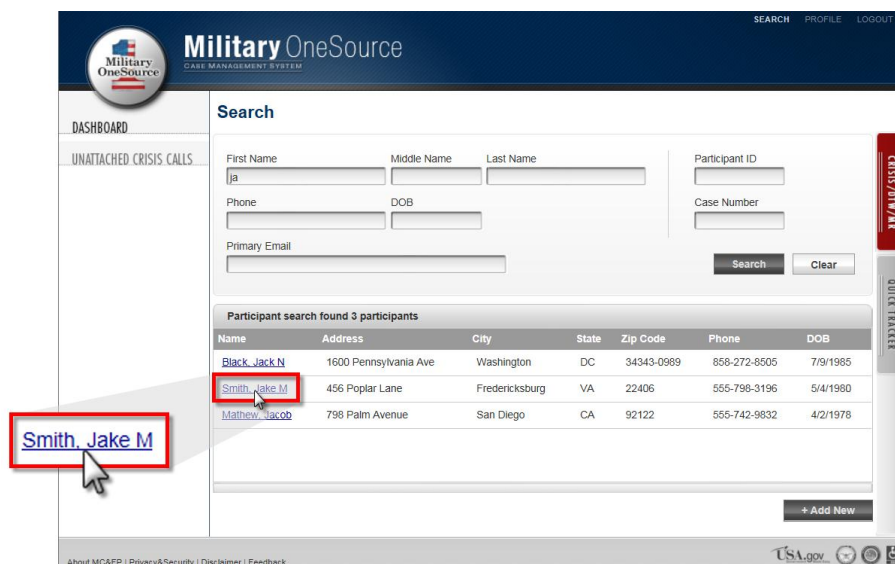 SEARCH PROFILE LOGOUT
Military OneSource
Military OneSource
CASE MANAGEMENT SYSTEM
DASHBOARD
UNATTACHED CRISIS CALLS
Search
First Name Middle Name Last Name Participant ID
ja
Phone DOB Case Number
Primary Email
Search Clear
CRISIS/DTW/MR
QUICK TRACKER
Participant search found 3 participants
Name Address City State Zip Code Phone DOB
Black, Jack N 1600 Pennsylvania Ave Washington DC 34343-0989 858-272-8505 7/9/1985
Smith, Jake M 456 Poplar Lane Fredericksburg VA 22406 555-798-3196 5/4/1980
Mathew, Jacob 798 Palm Avenue San Diego CA 92122 555-742-9832 4/2/1978
Smith, Jake M
+ Add New
About MC&FP | Privacy&Security | Disclaimer | Feedback
USA.gov